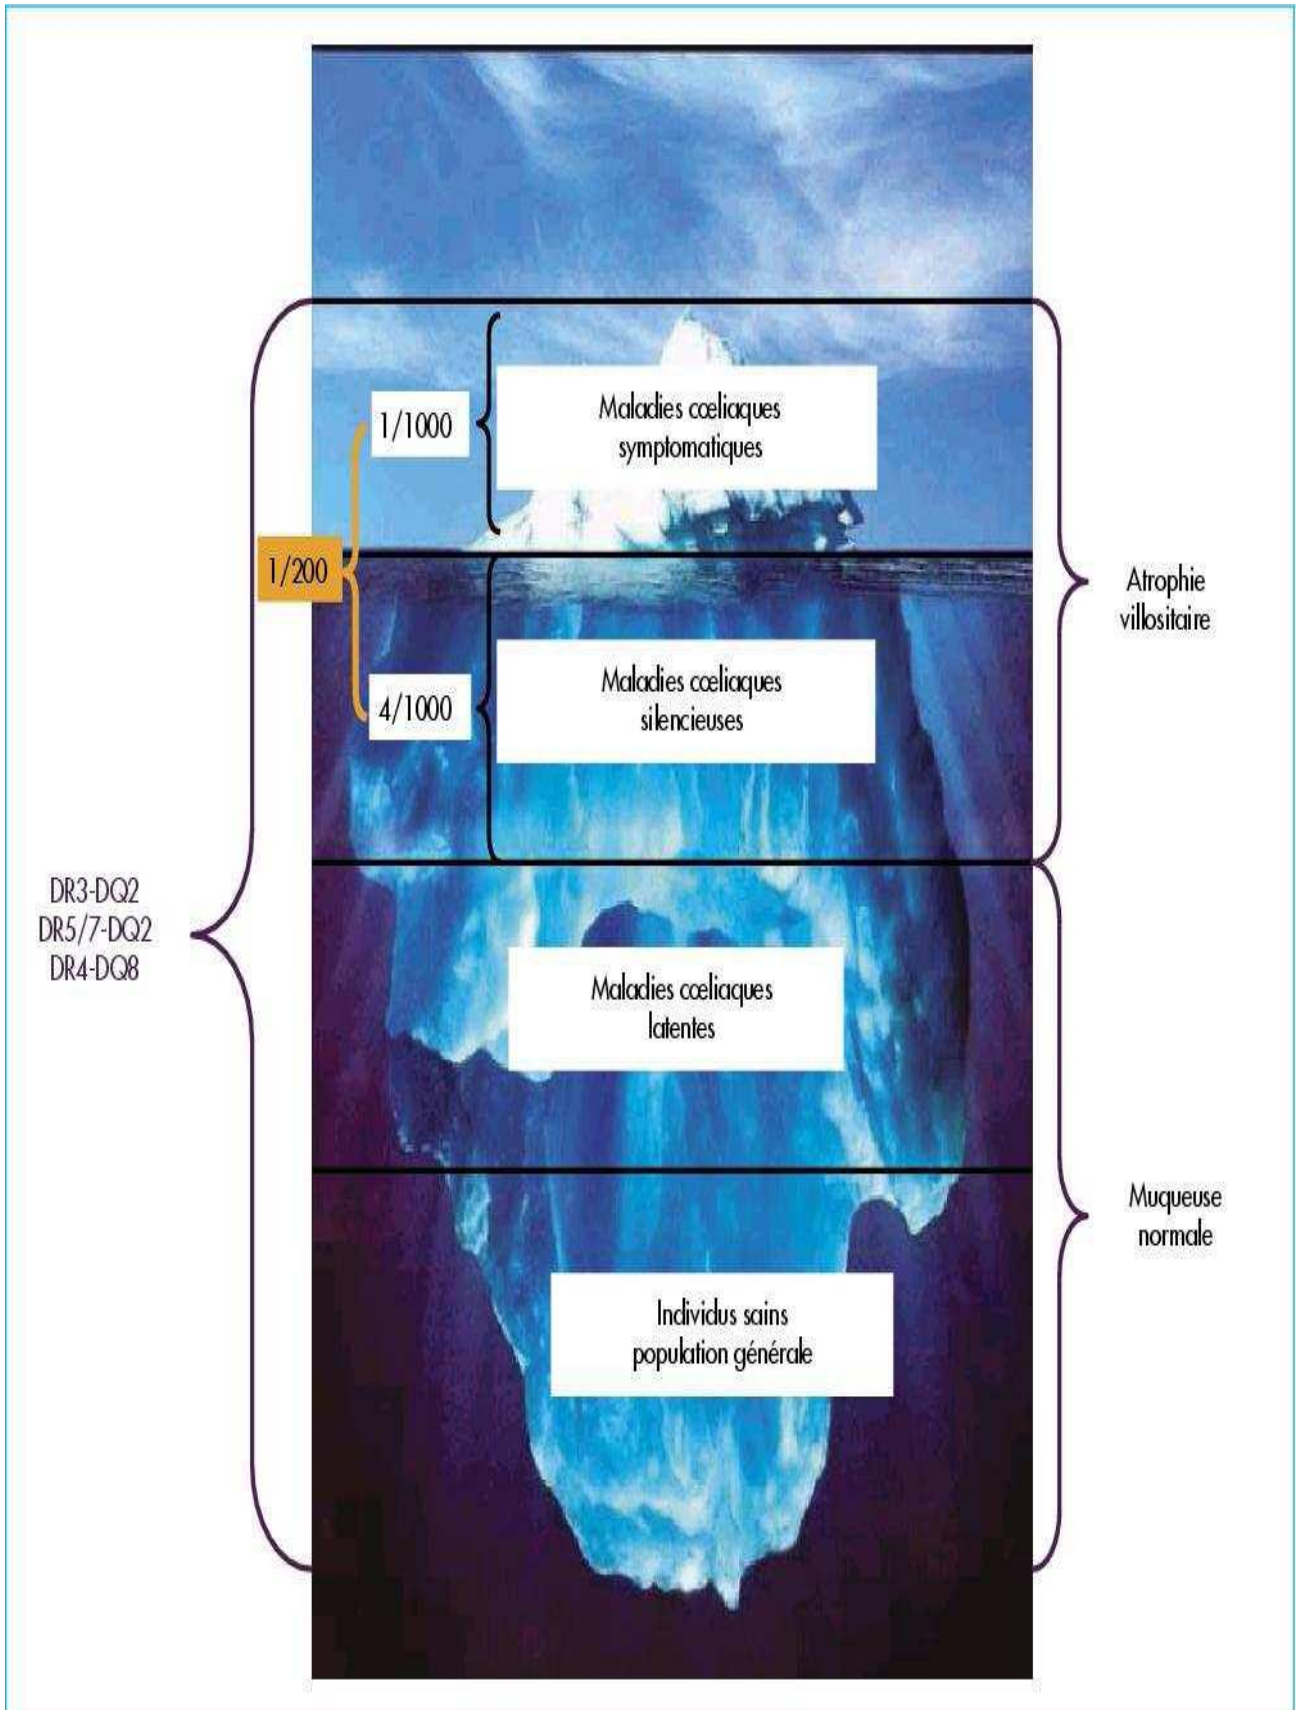 1/1000
Maladies cœliaques
symptomatiques
1/200
Atrophie
villositaire
4/1000
Maladies cœliaques
silencieuses
DR3-DQ2
DR5/7-DQ2
DR4-DQ8
Maladies cœliaques
latentes
Muqueuse
normale
Individus sains
population générale